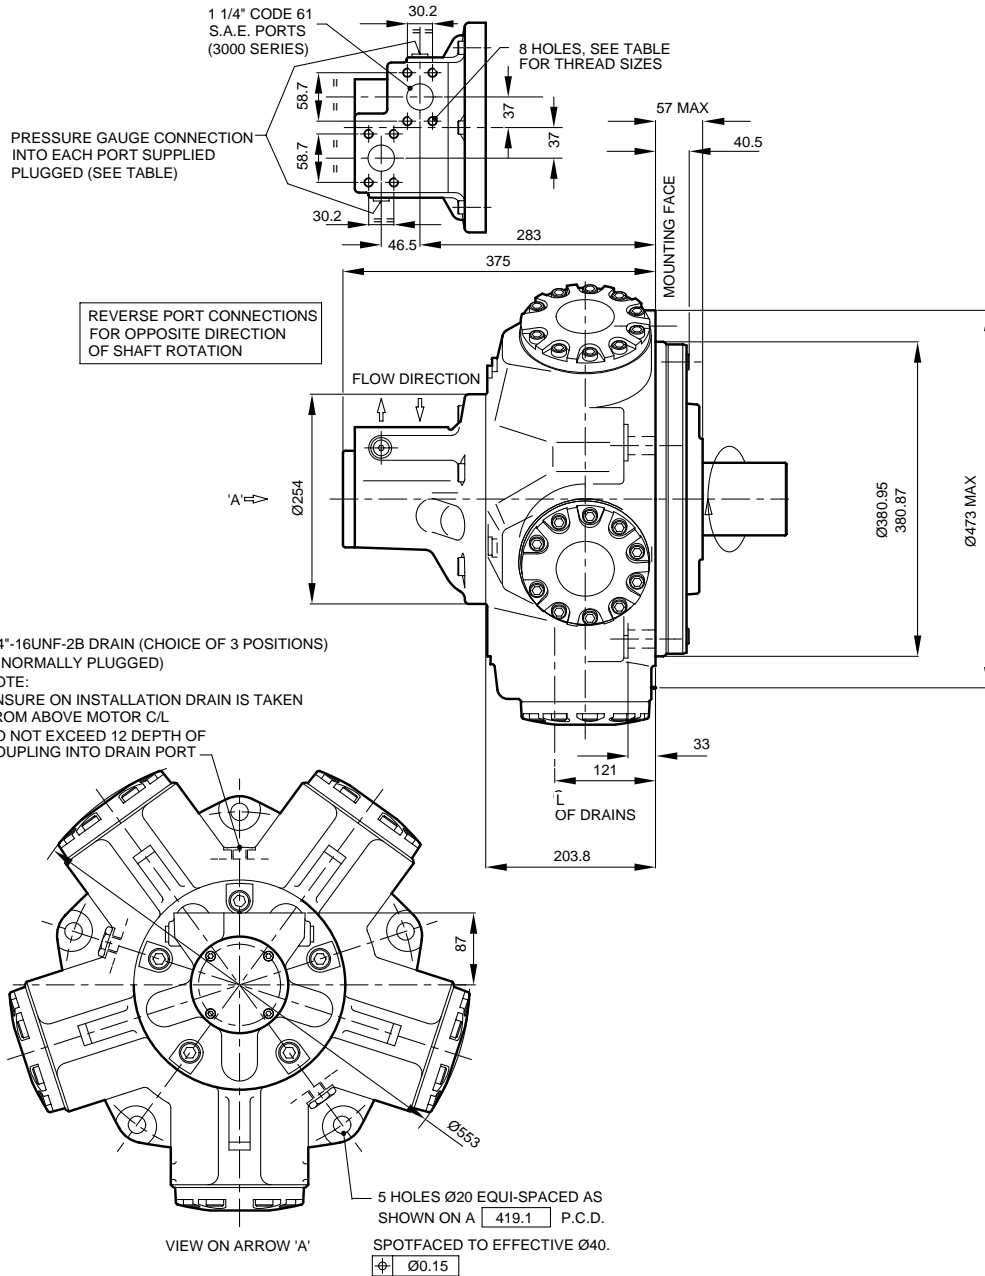 1 1/4" CODE 61
S.A.E. PORTS
(3000 SERIES)
30.2
8 HOLES, SEE TABLE
FOR THREAD SIZES
58.7
=
=
37
57 MAX
37
40.5
PRESSURE GAUGE CONNECTION
INTO EACH PORT SUPPLIED
PLUGGED (SEE TABLE)
58.7
=
=
30.2
46.5
283
375
MOUNTING FACE
REVERSE PORT CONNECTIONS
FOR OPPOSITE DIRECTION
OF SHAFT ROTATION
FLOW DIRECTION
'A'
Ø254
Ø380.95
380.87
Ø473 MAX
4"-16UNF-2B DRAIN (CHOICE OF 3 POSITIONS)
NORMALLY PLUGGED)
OTE:
NSURE ON INSTALLATION DRAIN IS TAKEN
ROM ABOVE MOTOR C/L
O NOT EXCEED 12 DEPTH OF
OUPLING INTO DRAIN PORT
33
121
L
OF DRAINS
203.8
87
Ø553
5 HOLES Ø20 EQUI-SPACED AS
SHOWN ON A 419.1 P.C.D.
VIEW ON ARROW 'A'
SPOTFACED TO EFFECTIVE Ø40.
⌖ Ø0.15